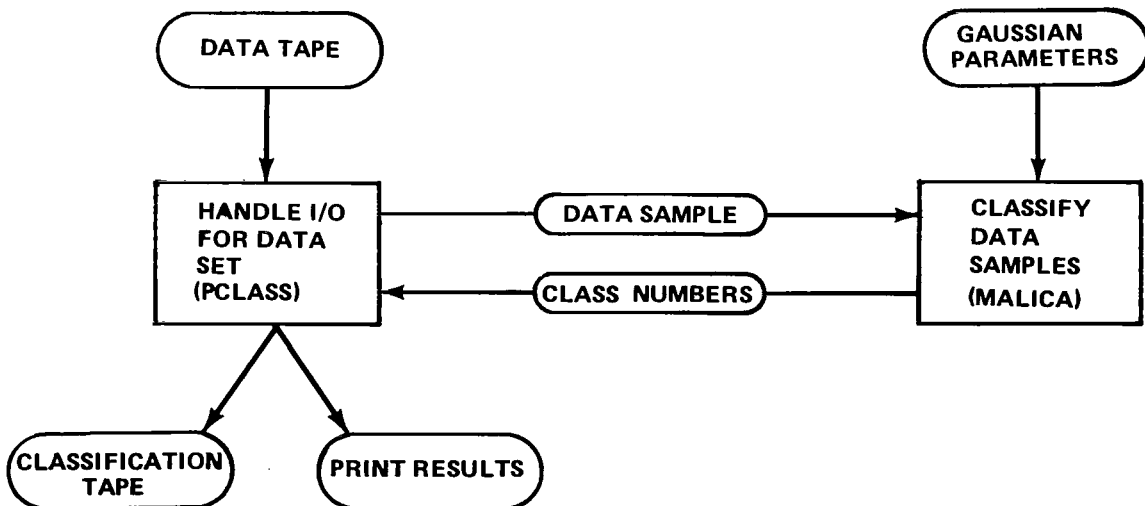 DATA TAPE
GAUSSIAN
PARAMETERS
HANDLE I/O
FOR DATA
SET
(PCLASS)
DATA SAMPLE
CLASS NUMBERS
CLASSIFY
DATA
SAMPLES
(MALICA)
CLASSIFICATION
TAPE
PRINT RESULTS